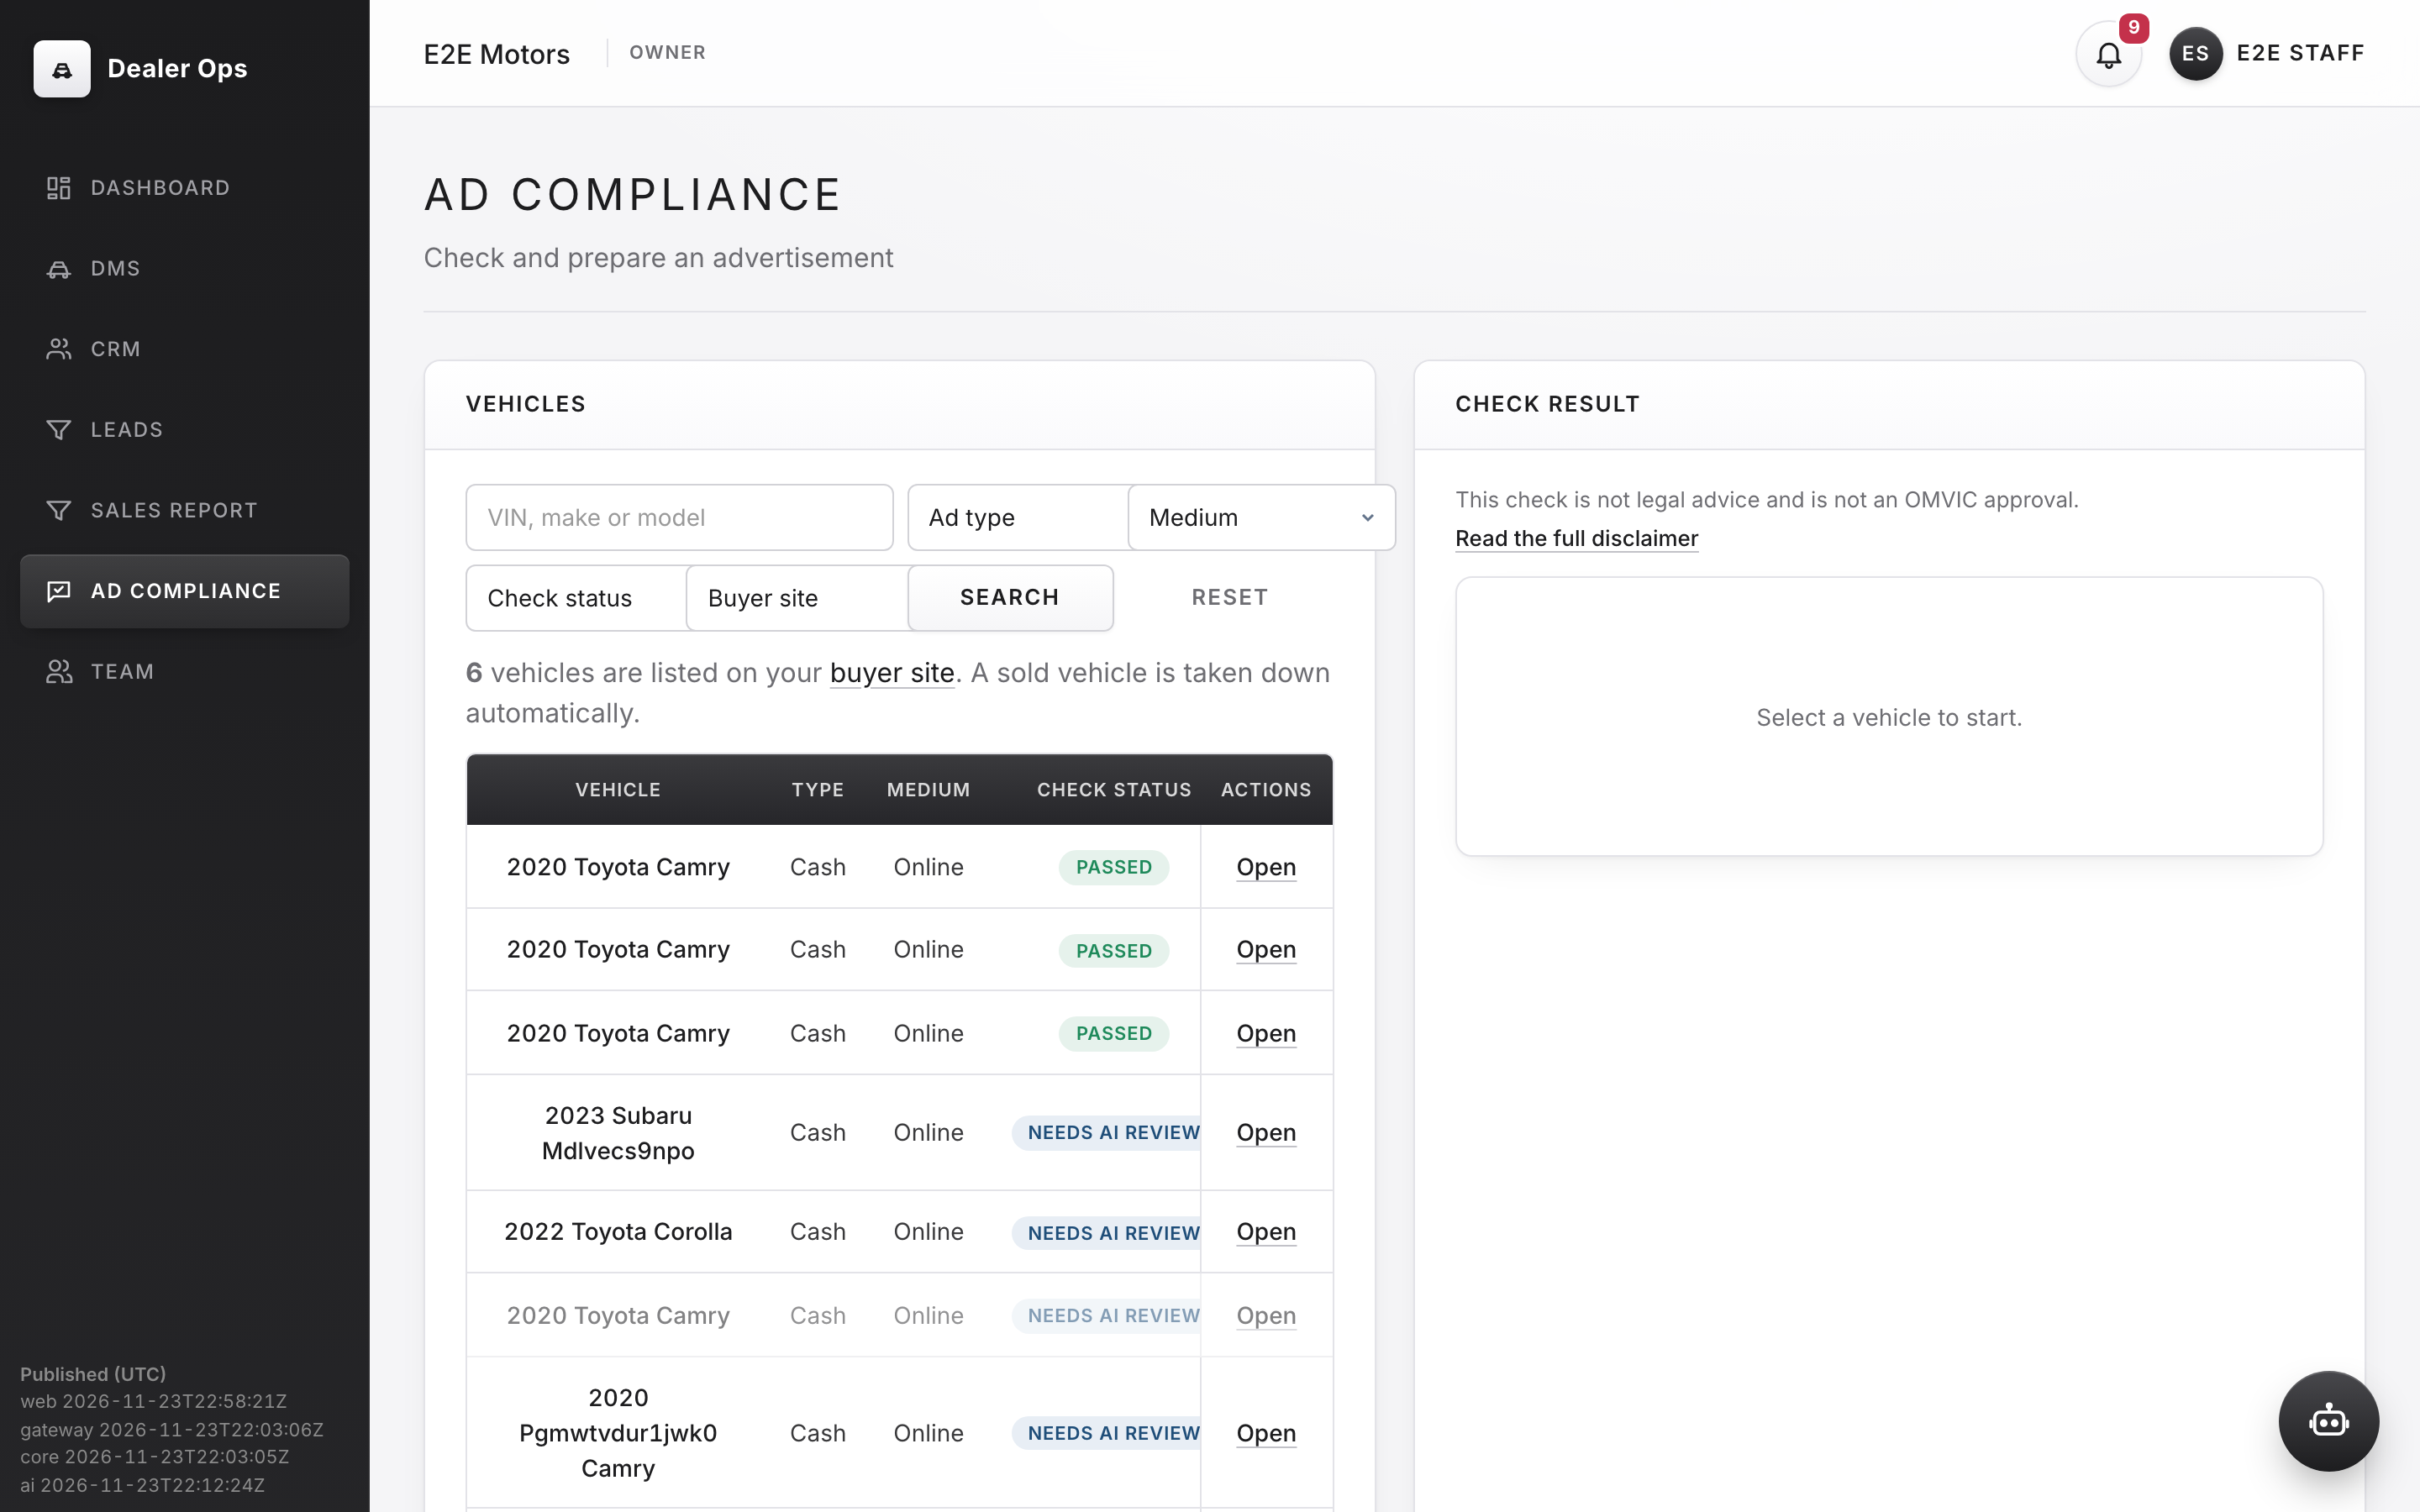 Dealer Ops
DASHBOARD
DMS
CRM
LEADS
SALES REPORT
AD COMPLIANCE
TEAM
Published (UTC)
web 2026-11-23T22:58:21Z
gateway 2026-11-23T22:03:06Z
core 2026-11-23T22:03:05Z
ai 2026-11-23T22:12:24Z
E2E Motors
OWNER
9
ES
E2E STAFF
AD COMPLIANCE
Check and prepare an advertisement
VEHICLES
VIN, make or model
Ad type
Medium
Check status
Buyer site
SEARCH
RESET
6 vehicles are listed on your buyer site. A sold vehicle is taken down
automatically.
VEHICLE TYPE MEDIUM CHECK STATUS ACTIONS
2020 Toyota Camry Cash Online PASSED Open
2020 Toyota Camry Cash Online PASSED Open
2020 Toyota Camry Cash Online PASSED Open
2023 Subaru
Mdlvecs9npo Cash Online NEEDS AI REVIEW Open
2022 Toyota Corolla Cash Online NEEDS AI REVIEW Open
2020 Toyota Camry Cash Online NEEDS AI REVIEW Open
2020
Pgmwtvdur1jwk0 Cash Online NEEDS AI REVIEW Open
Camry
CHECK RESULT
This check is not legal advice and is not an OMVIC approval.
Read the full disclaimer
Select a vehicle to start.